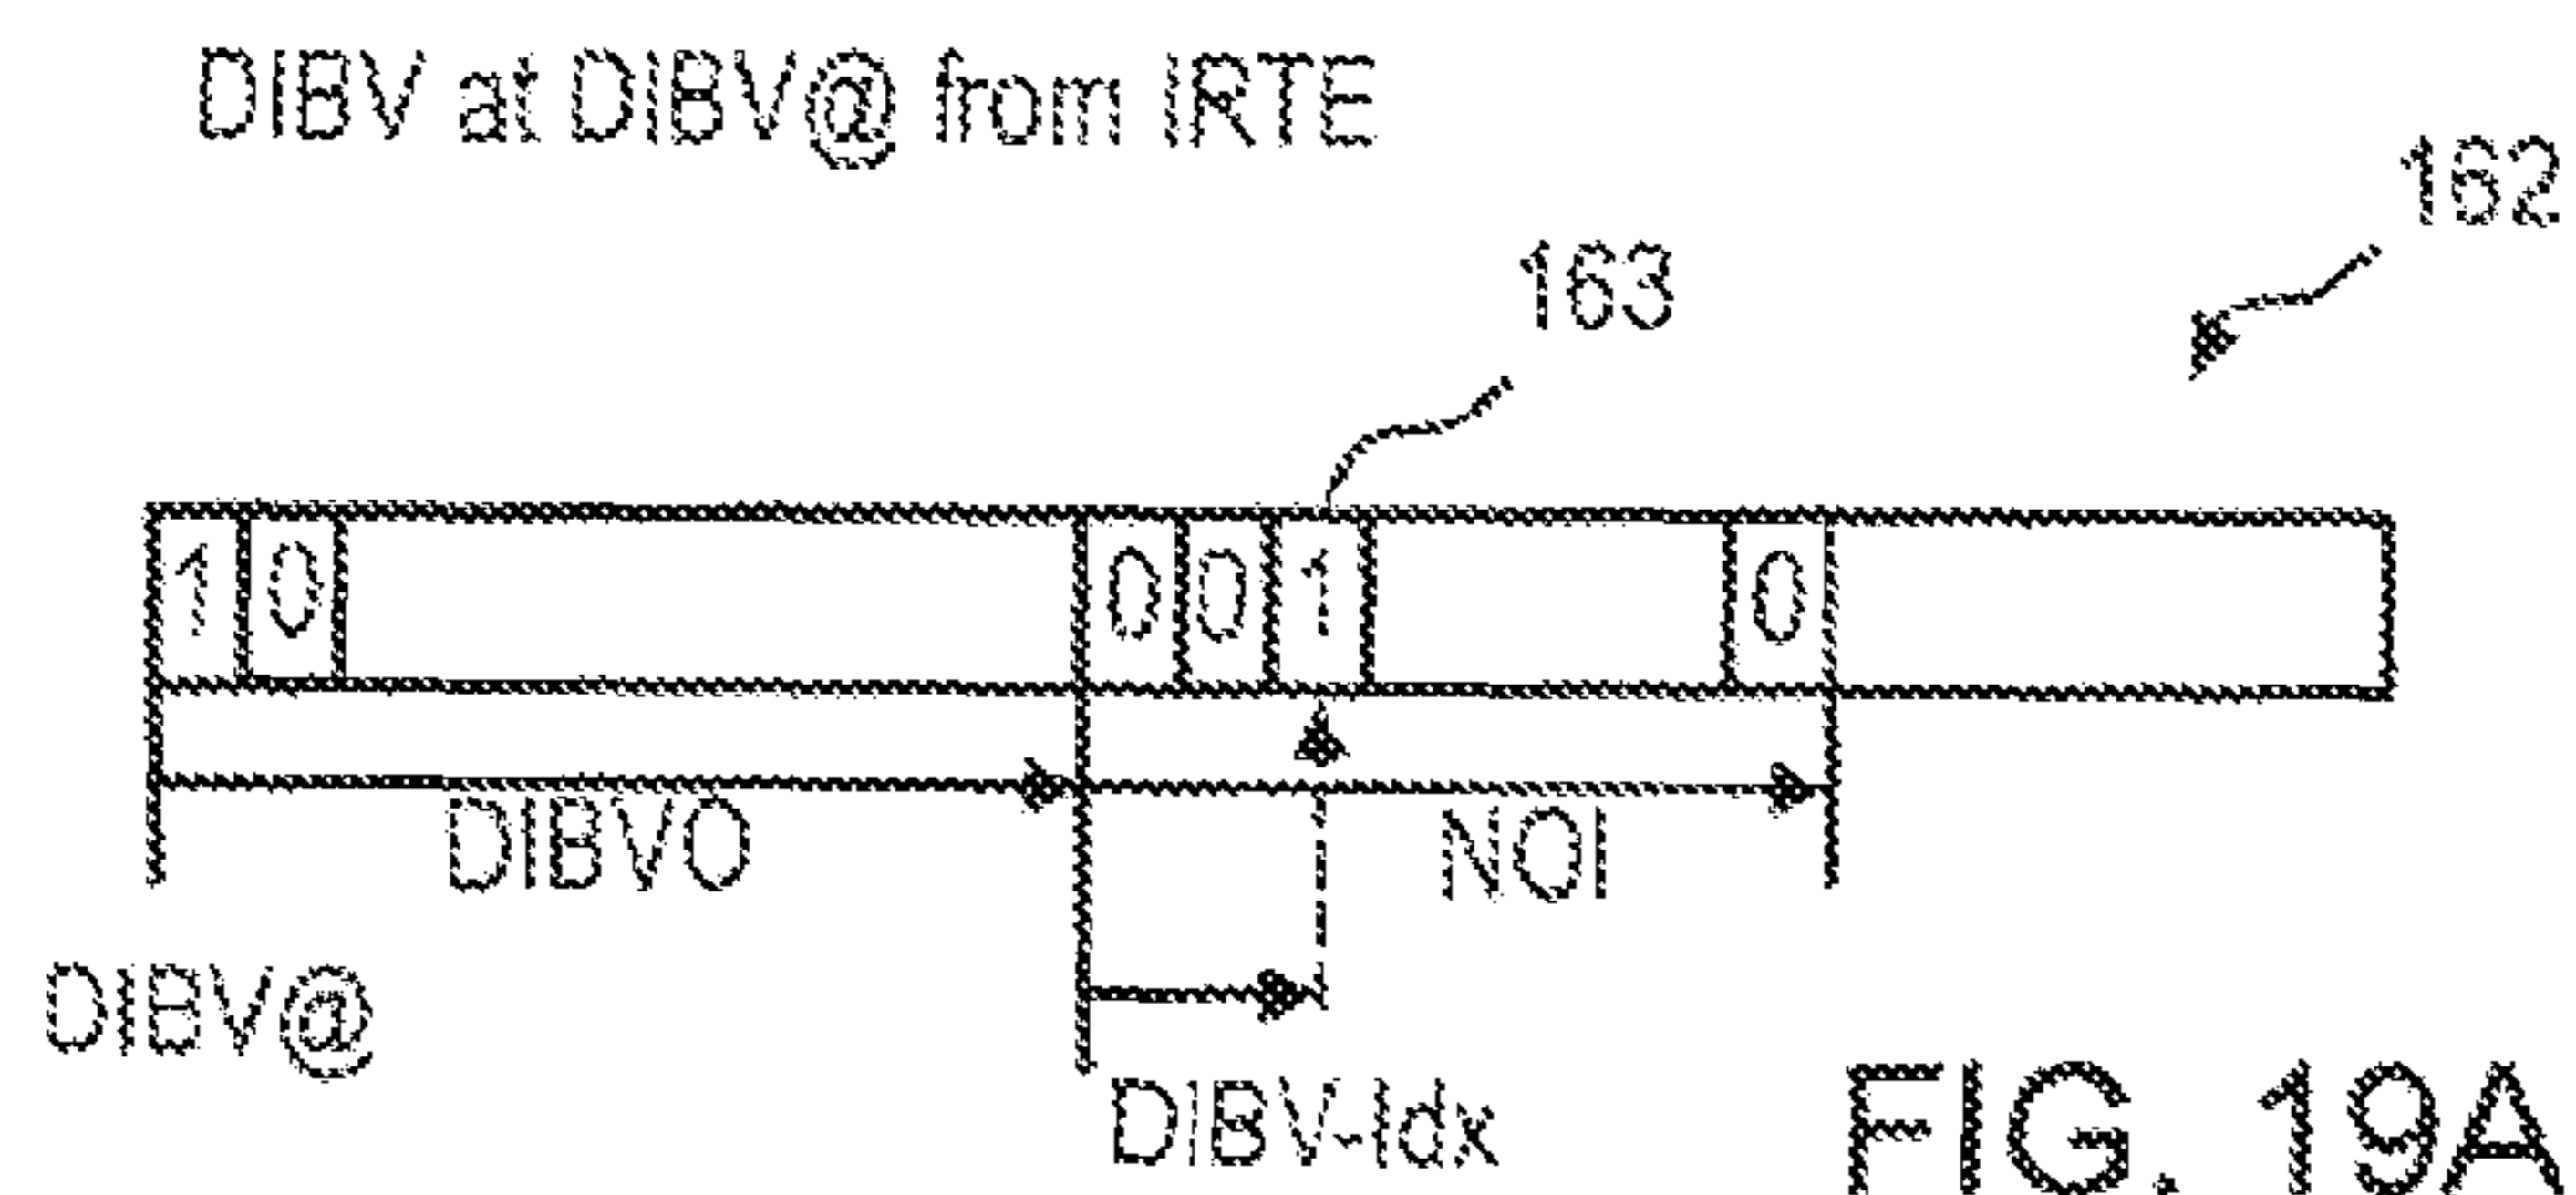 DIBV at DIBV@ from IRTE
162
163
1 0 0 0 1 0
DIBVO NOI
DIBV@
DIBV-Idx
FIG. 19A